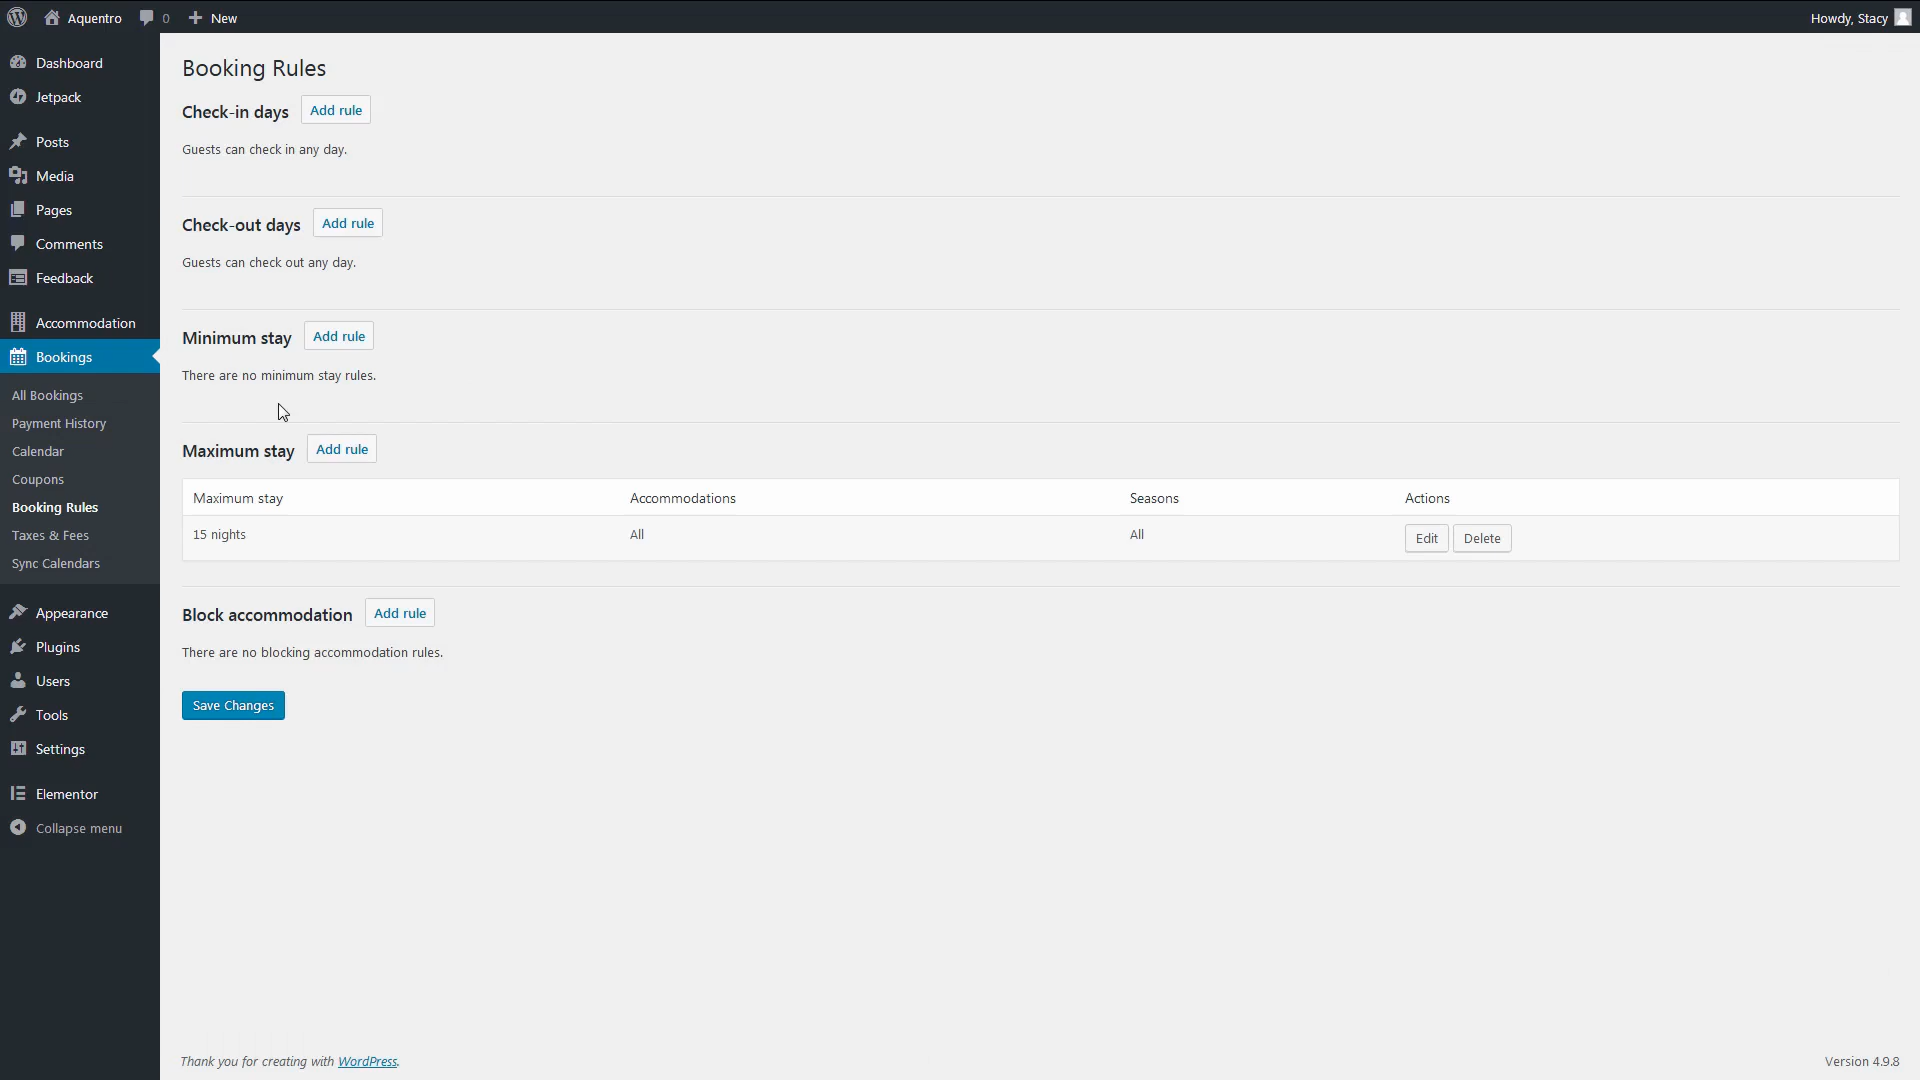 Aquentro 0 New Howdy, Stacy
Dashboard
Jetpack
Posts
Media
Pages
Comments
Feedback
Accommodation
Bookings
All Bookings
Payment History
Calendar
Coupons
Booking Rules
Taxes & Fees
Sync Calendars
Appearance
Plugins
Users
Tools
Settings
Elementor
Collapse menu
Booking Rules
Check-in days Add rule
Guests can check in any day.
Check-out days Add rule
Guests can check out any day.
Minimum stay Add rule
There are no minimum stay rules.
Maximum stay Add rule
Maximum stay Accommodations Seasons Actions
15 nights All All Edit Delete
Block accommodation Add rule
There are no blocking accommodation rules.
Save Changes
Thank you for creating with WordPress. Version 4.9.8